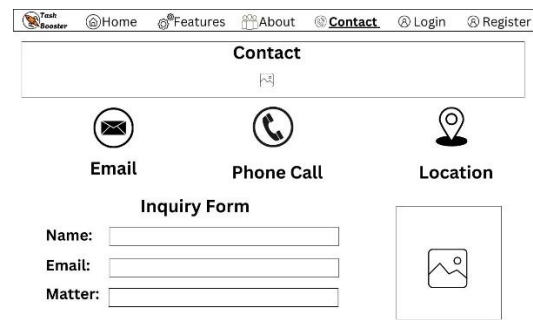 Task
Booster
Home Features About Contact Login Register
Contact
Email Phone Call Location
Inquiry Form
Name:
Email:
Matter: